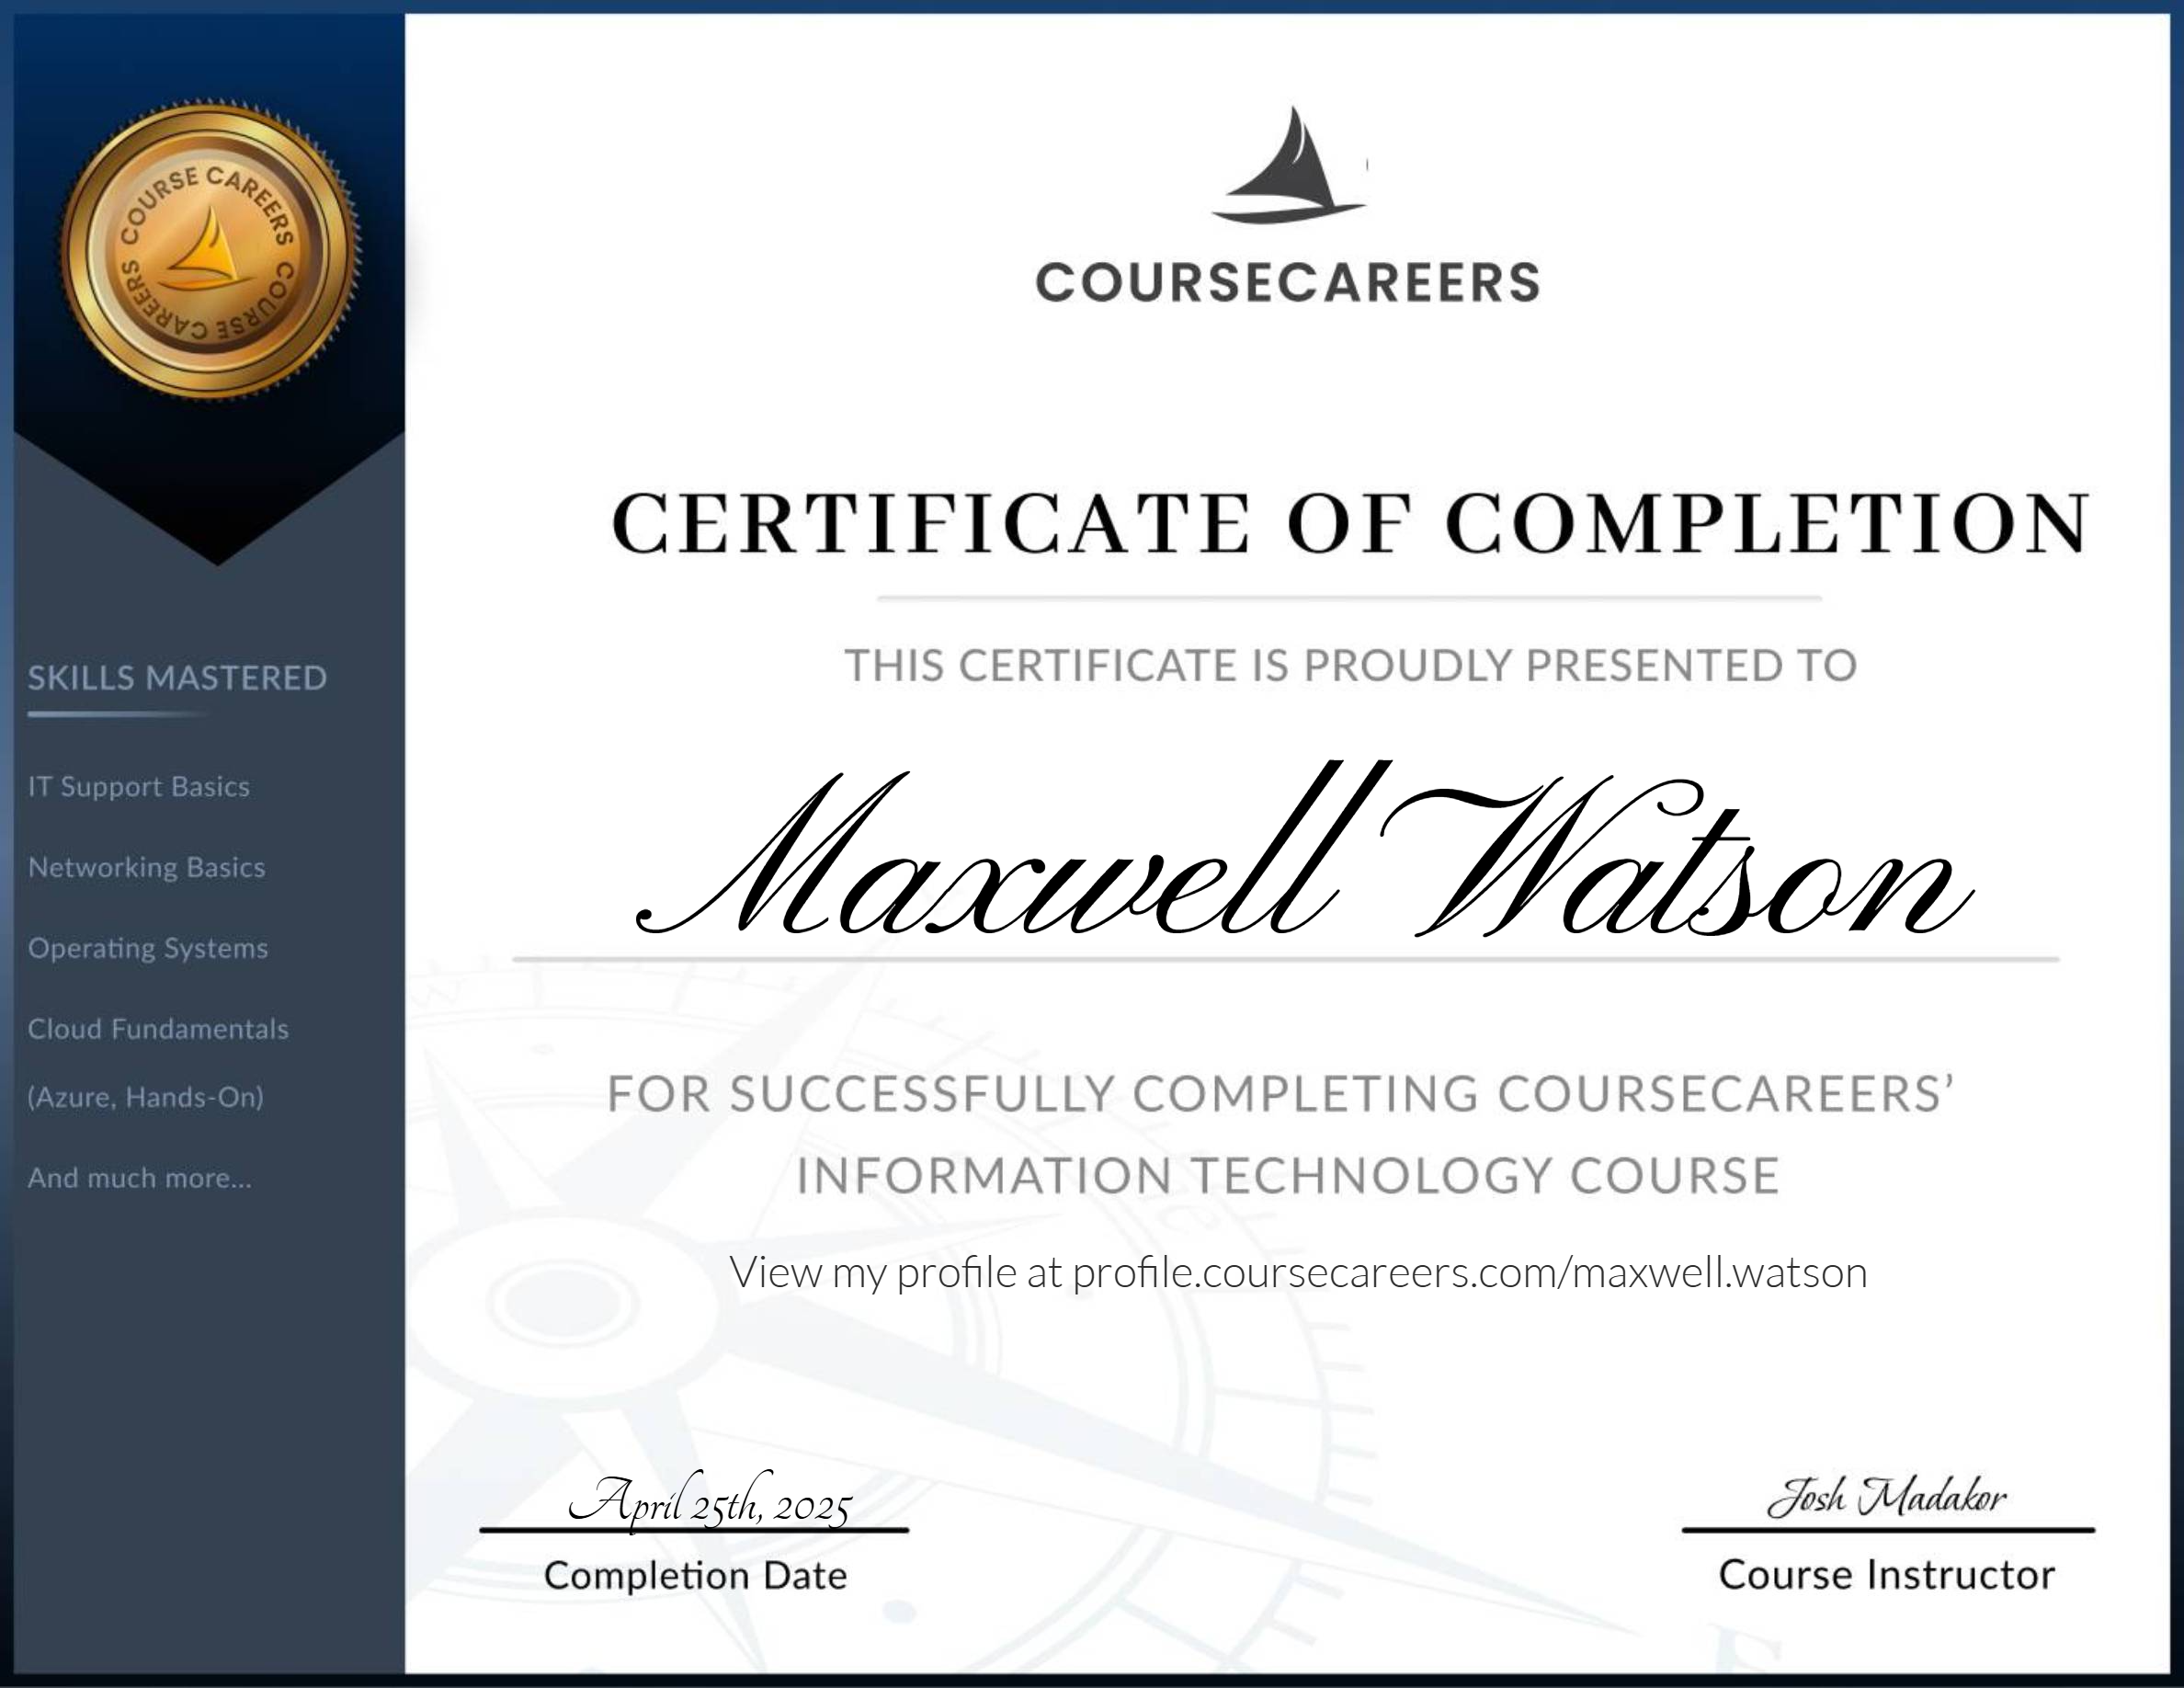 COURSE CAREERS COURSE CAREERS
SKILLS MASTERED
IT Support Basics
Networking Basics
Operating Systems
Cloud Fundamentals
(Azure, Hands-On)
And much more...
COURSECAREERS
CERTIFICATE OF COMPLETION
THIS CERTIFICATE IS PROUDLY PRESENTED TO
Maxwell Watson
FOR SUCCESSFULLY COMPLETING COURSECAREERS’
INFORMATION TECHNOLOGY COURSE
View my profile at profile.coursecareers.com/maxwell.watson
April 25th, 2025
Completion Date
Josh Madakor
Course Instructor